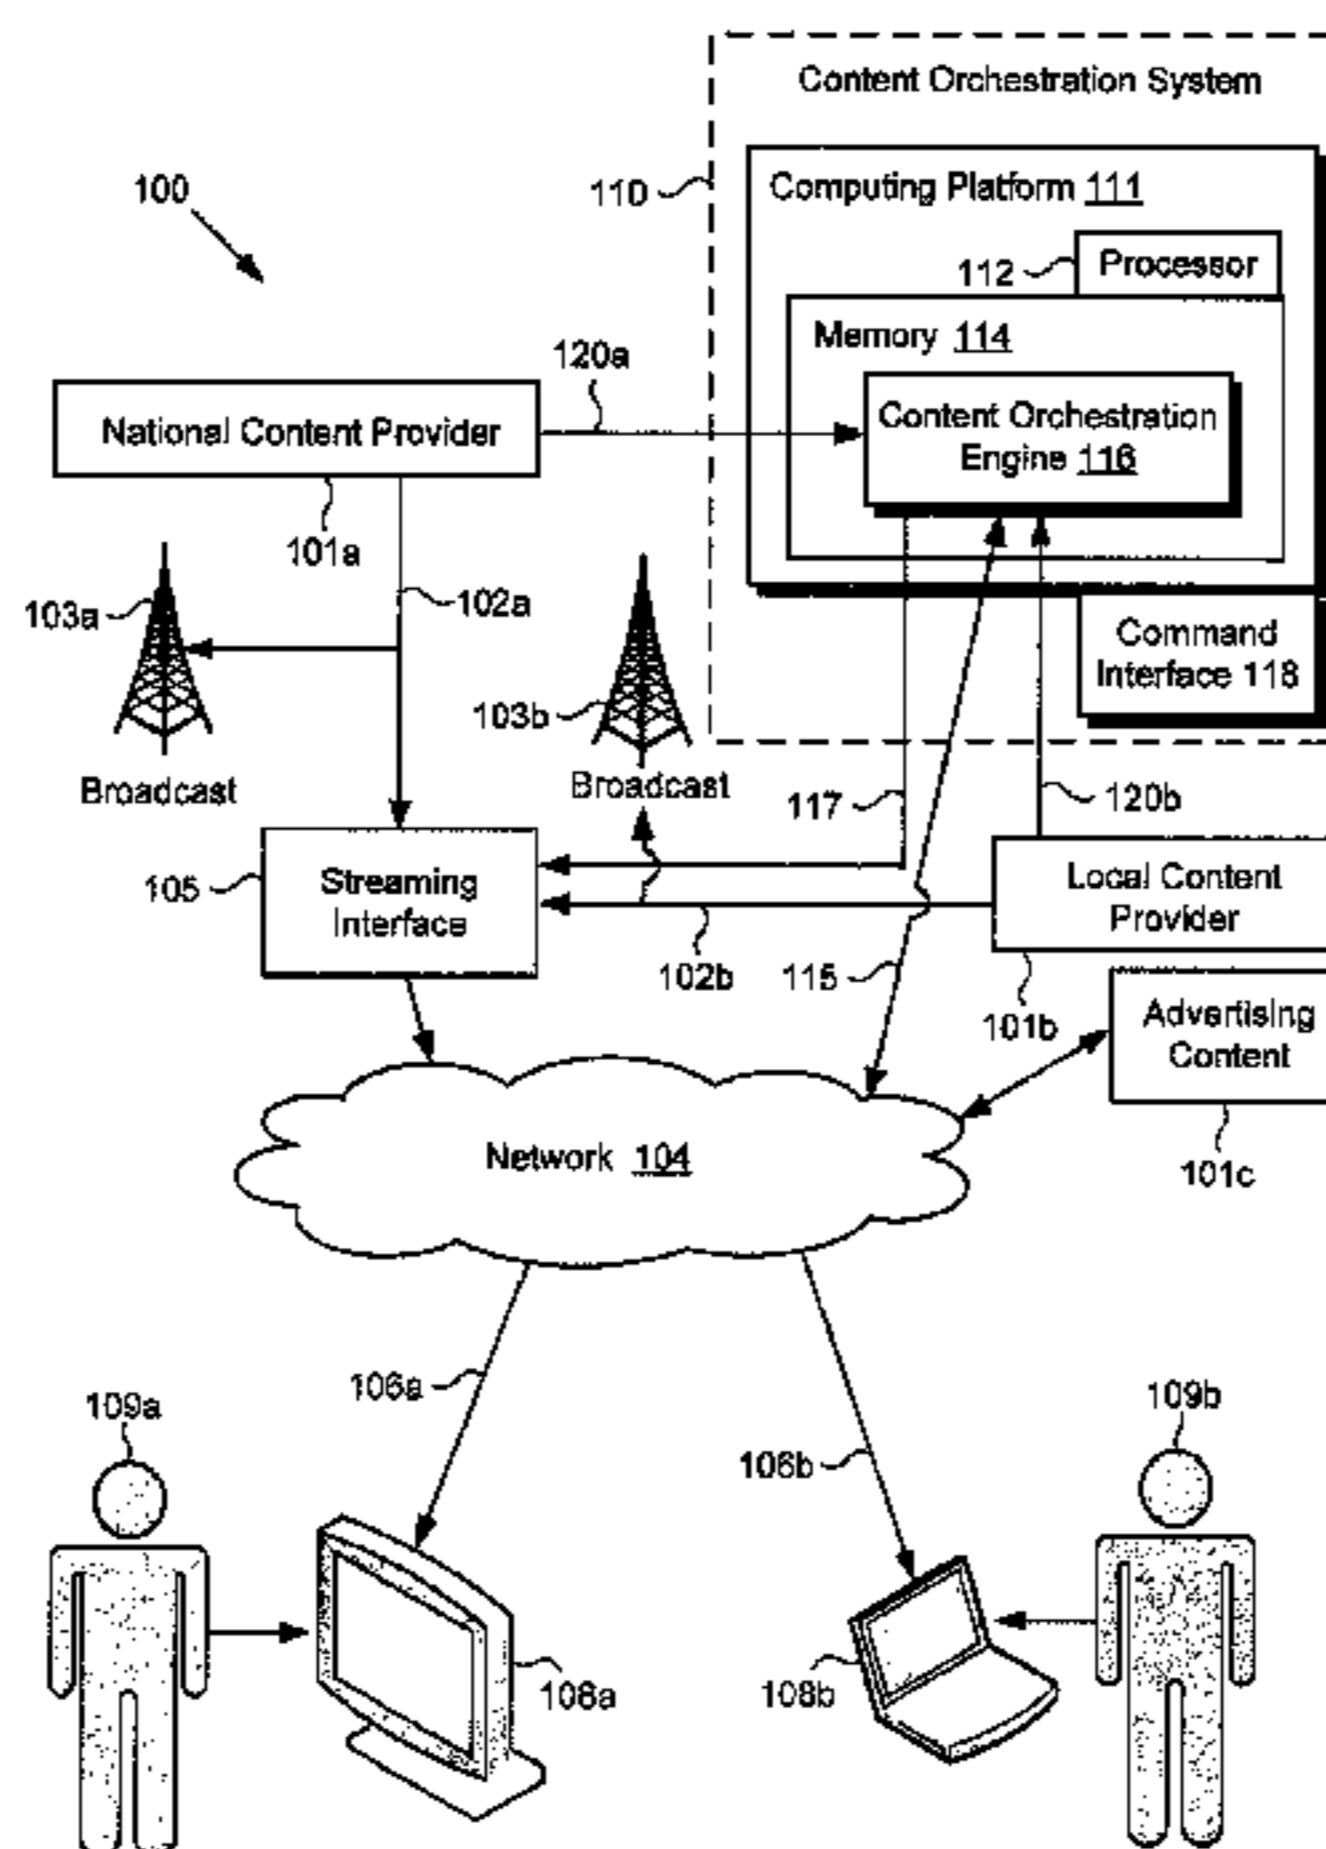 Content Orchestration System
Computing Platform 111
110
100
Processor
112
Memory 114
120a
Content Orchestration
Engine 116
National Content Provider
101a
102a
103a
Command
Interface 118
103b
Broadcast
Broadcast
117
120b
Streaming
Interface
105
Local Content
Provider
102b
115
101b
Advertising
Content
Network 104
101c
106a
109a
109b
106b
108a
108b